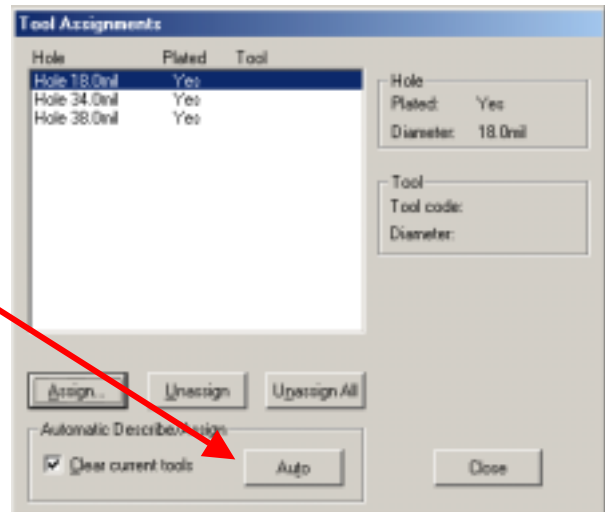 Tool Assignments
Hole Plated Tool
Hole 18.0mil Yes
Hole 34.0mil Yes
Hole 38.0mil Yes
Hole
Plated: Yes
Diameter: 18.0mil
Tool
Tool code:
Diameter:
Assign... Unassign Unassign All
Automatic Describe/Assign
Clear current tools Auto Close